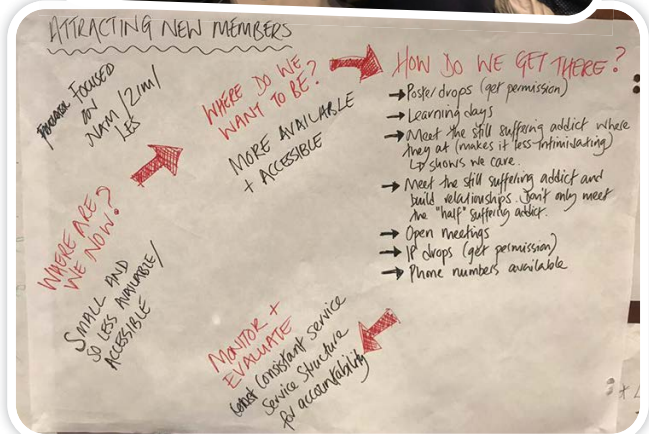 ATTRACTING NEW MEMBERS
FOCUSED
ON
NAM/ZIM/
LES
WHERE ARE
WE NOW?
SMALL AND
SO LESS AVAILABLE/
ACCESSIBLE
WHERE DO WE
WANT TO BE?
MORE AVAILABLE
+ ACCESSIBLE
HOW DO WE GET THERE?
→ Poster drops (get permission)
→ Learning days
→ Meet the still suffering addict where
they at (makes it less-intimivating)
↳ shows we care.
→ Meet the still suffering addict and
build relationships. Don't only meet
the "half" suffering addict.
→ Open meetings
→ IP drops (get permission)
→ Phone numbers available
MONITOR +
EVALUATE
Consistant service
Service Structure
for accountability